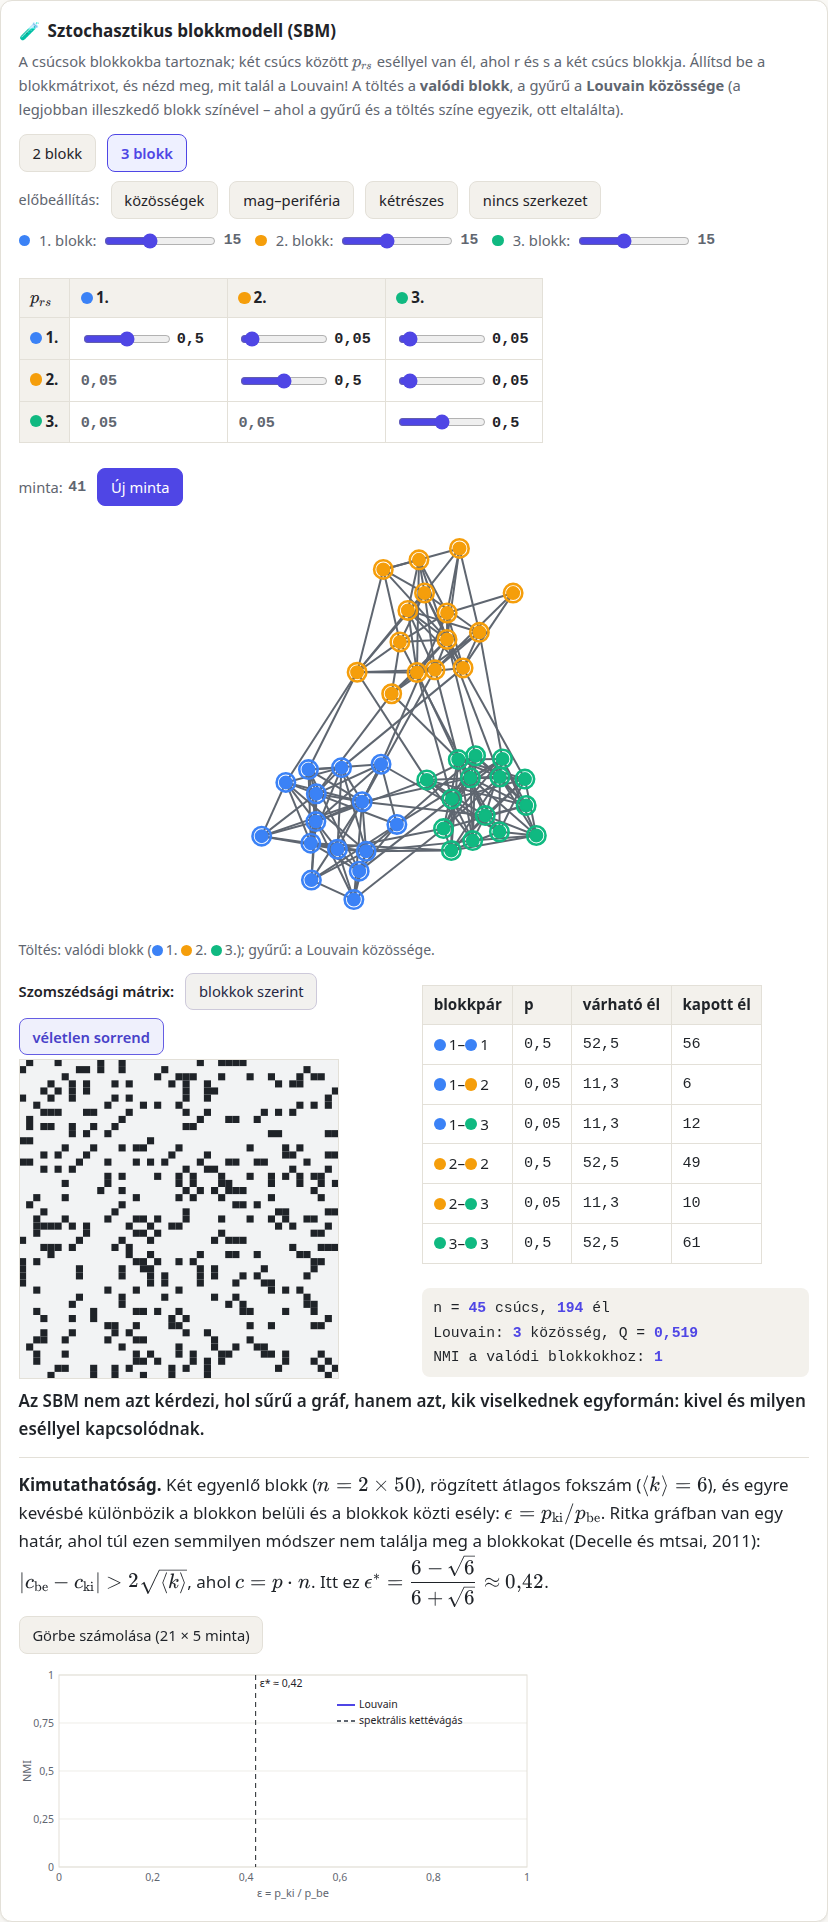 🧪 Sztochasztikus blokkmodell (SBM)
A csúcsok blokkokba tartoznak; két csúcs között p_rs eséllyel van él, ahol r és s a két csúcs blokkja. Állítsd be a
blokkmátrixot, és nézd meg, mit talál a Louvain! A töltés a valódi blokk, a gyűrű a Louvain közössége (a
legjobban illeszkedő blokk színével – ahol a gyűrű és a töltés színe egyezik, ott eltalálta).
2 blokk 3 blokk
előbeállítás: közösségek mag–periféria kétrészes nincs szerkezet
1. blokk: 15 2. blokk: 15 3. blokk: 15
p_rs 1. 2. 3.
1. 0,5 0,05 0,05
2. 0,05 0,5 0,05
3. 0,05 0,05 0,5
minta: 41 Új minta
Töltés: valódi blokk (1. 2. 3.); gyűrű: a Louvain közössége.
Szomszédsági mátrix: blokkok szerint
véletlen sorrend
blokkpár p várható él kapott él
1–1 0,5 52,5 56
1–2 0,05 11,3 6
1–3 0,05 11,3 12
2–2 0,5 52,5 49
2–3 0,05 11,3 10
3–3 0,5 52,5 61
n = 45 csúcs, 194 él
Louvain: 3 közösség, Q = 0,519
NMI a valódi blokkokhoz: 1
Az SBM nem azt kérdezi, hol sűrű a gráf, hanem azt, kik viselkednek egyformán: kivel és milyen
eséllyel kapcsolódnak.
Kimutathatóság. Két egyenlő blokk (n = 2 × 50), rögzített átlagos fokszám (⟨k⟩ = 6), és egyre
kevésbé különbözik a blokkon belüli és a blokkok közti esély: ϵ = p_ki/p_be. Ritka gráfban van egy
határ, ahol túl ezen semmilyen módszer nem találja meg a blokkokat (Decelle és mtsai, 2011):
|c_be − c_ki| > 2√⟨k⟩, ahol c = p · n. Itt ez ϵ* = (6 − √6)/(6 + √6) ≈ 0,42.
Görbe számolása (21 × 5 minta)
1
ε* ≈ 0,42
Louvain
spektrális kettévágás
0,75
0,5
0,25
0
NMI
0 0,2 0,4 0,6 0,8 1
ε = p_ki / p_be